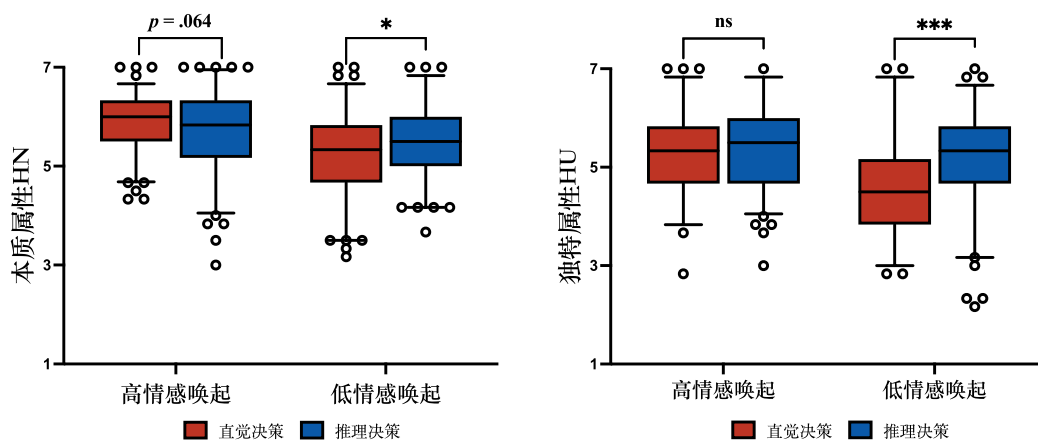 p = .064
*
7
5
3
1
本质属性HN
高情感唤起
低情感唤起
直觉决策
推理决策
ns
***
7
5
3
1
独特属性HU
高情感唤起
低情感唤起
直觉决策
推理决策